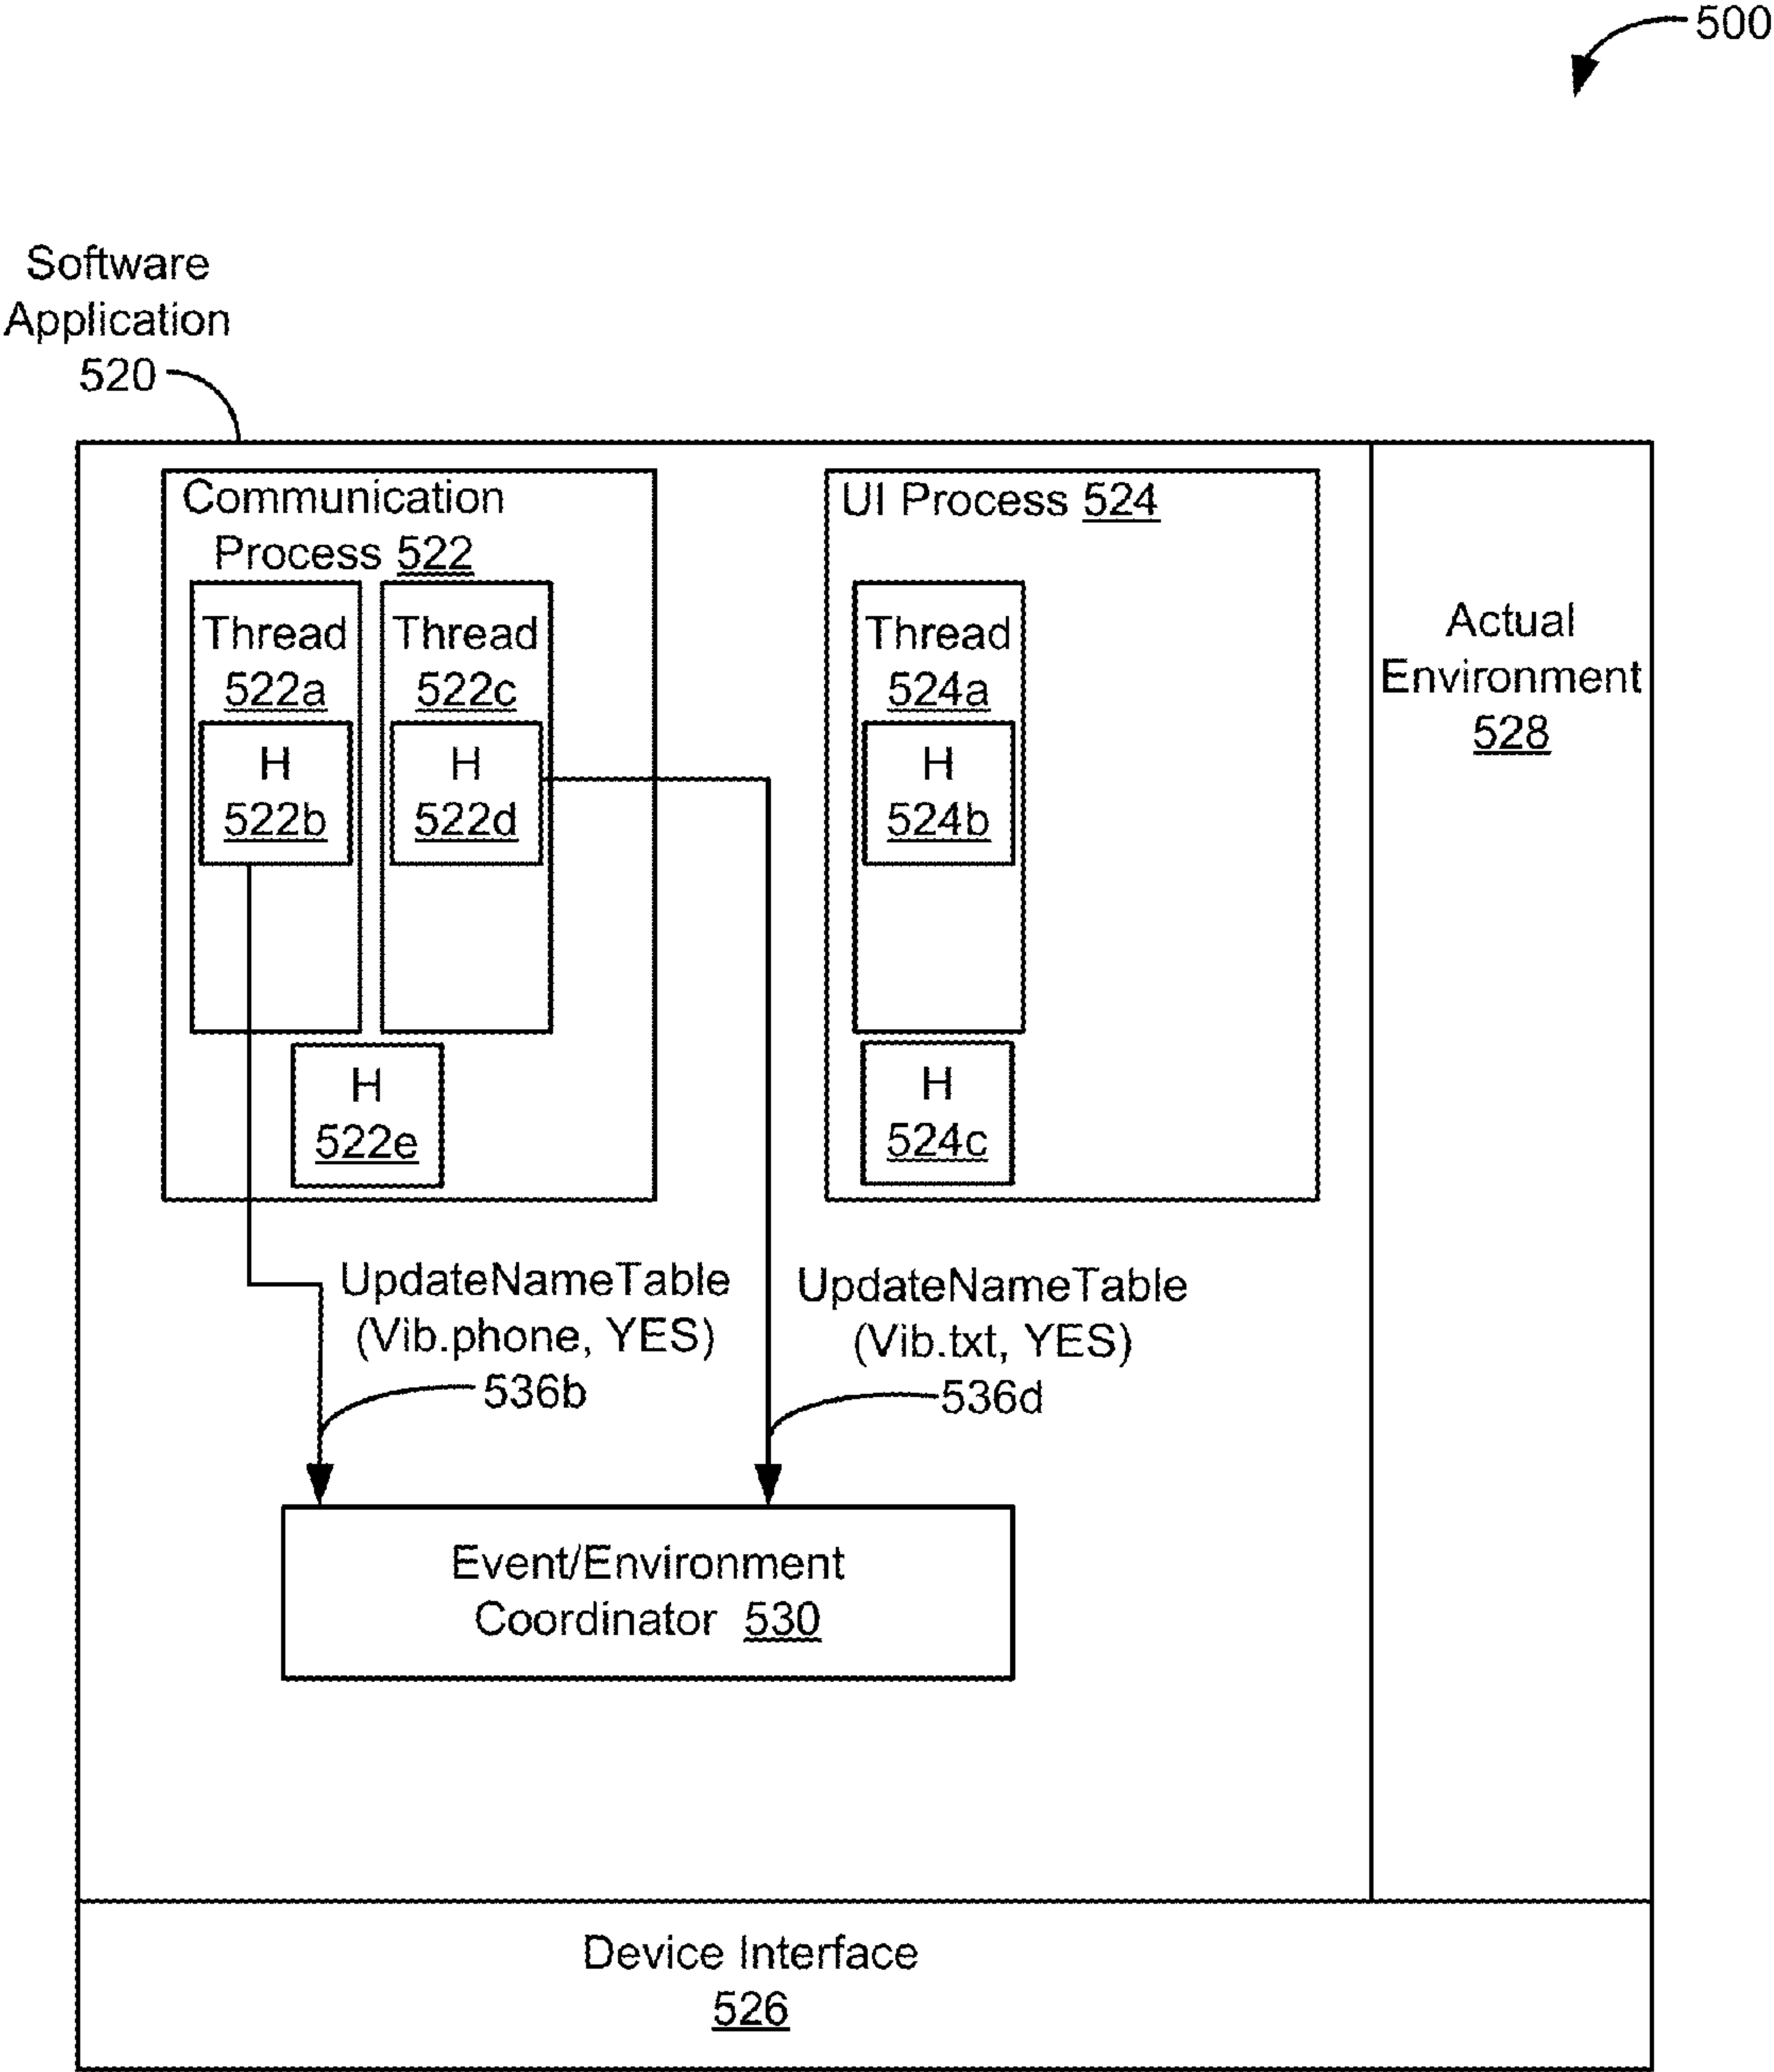 500
Software
Application
520
Communication
Process 522
Thread
522a
H
522b
Thread
522c
H
522d
H
522e
UI Process 524
Thread
524a
H
524b
H
524c
Actual
Environment
528
UpdateNameTable
(Vib.phone, YES)
536b
UpdateNameTable
(Vib.txt, YES)
536d
Event/Environment
Coordinator 530
Device Interface
526